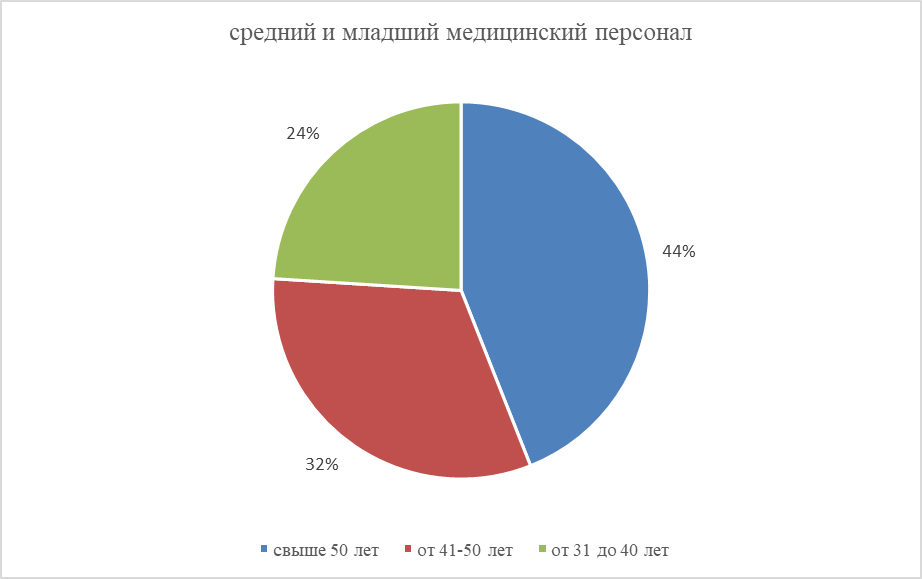 средний и младший медицинский персонал
24%
44%
32%
свыше 50 лет от 41-50 лет от 31 до 40 лет